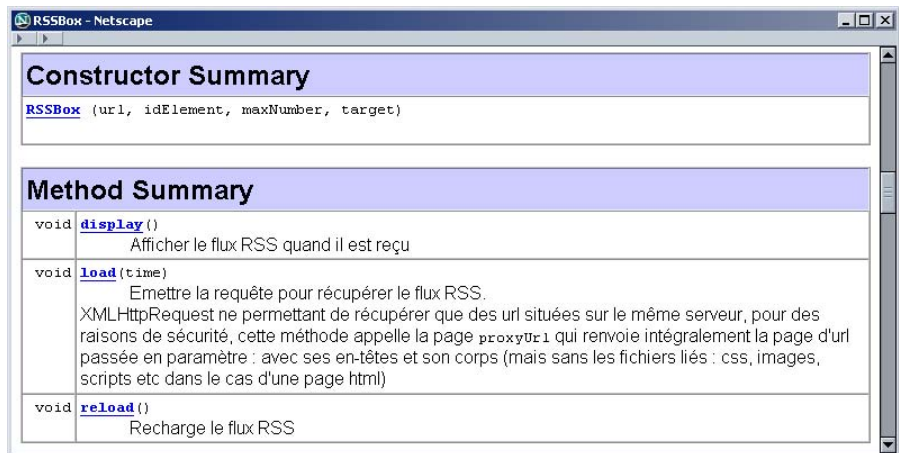 RSSBox - Netscape
Constructor Summary
RSSBox (url, idElement, maxNumber, target)
Method Summary
void display()
Afficher le flux RSS quand il est reçu
void load(time)
Emettre la requête pour récupérer le flux RSS.
XMLHttpRequest ne permettant de récupérer que des url situées sur le même serveur, pour des
raisons de sécurité, cette méthode appelle la page proxyUrl qui renvoie intégralement la page d'url
passée en paramètre : avec ses en-têtes et son corps (mais sans les fichiers liés : css, images,
scripts etc dans le cas d'une page html)
void reload()
Recharge le flux RSS